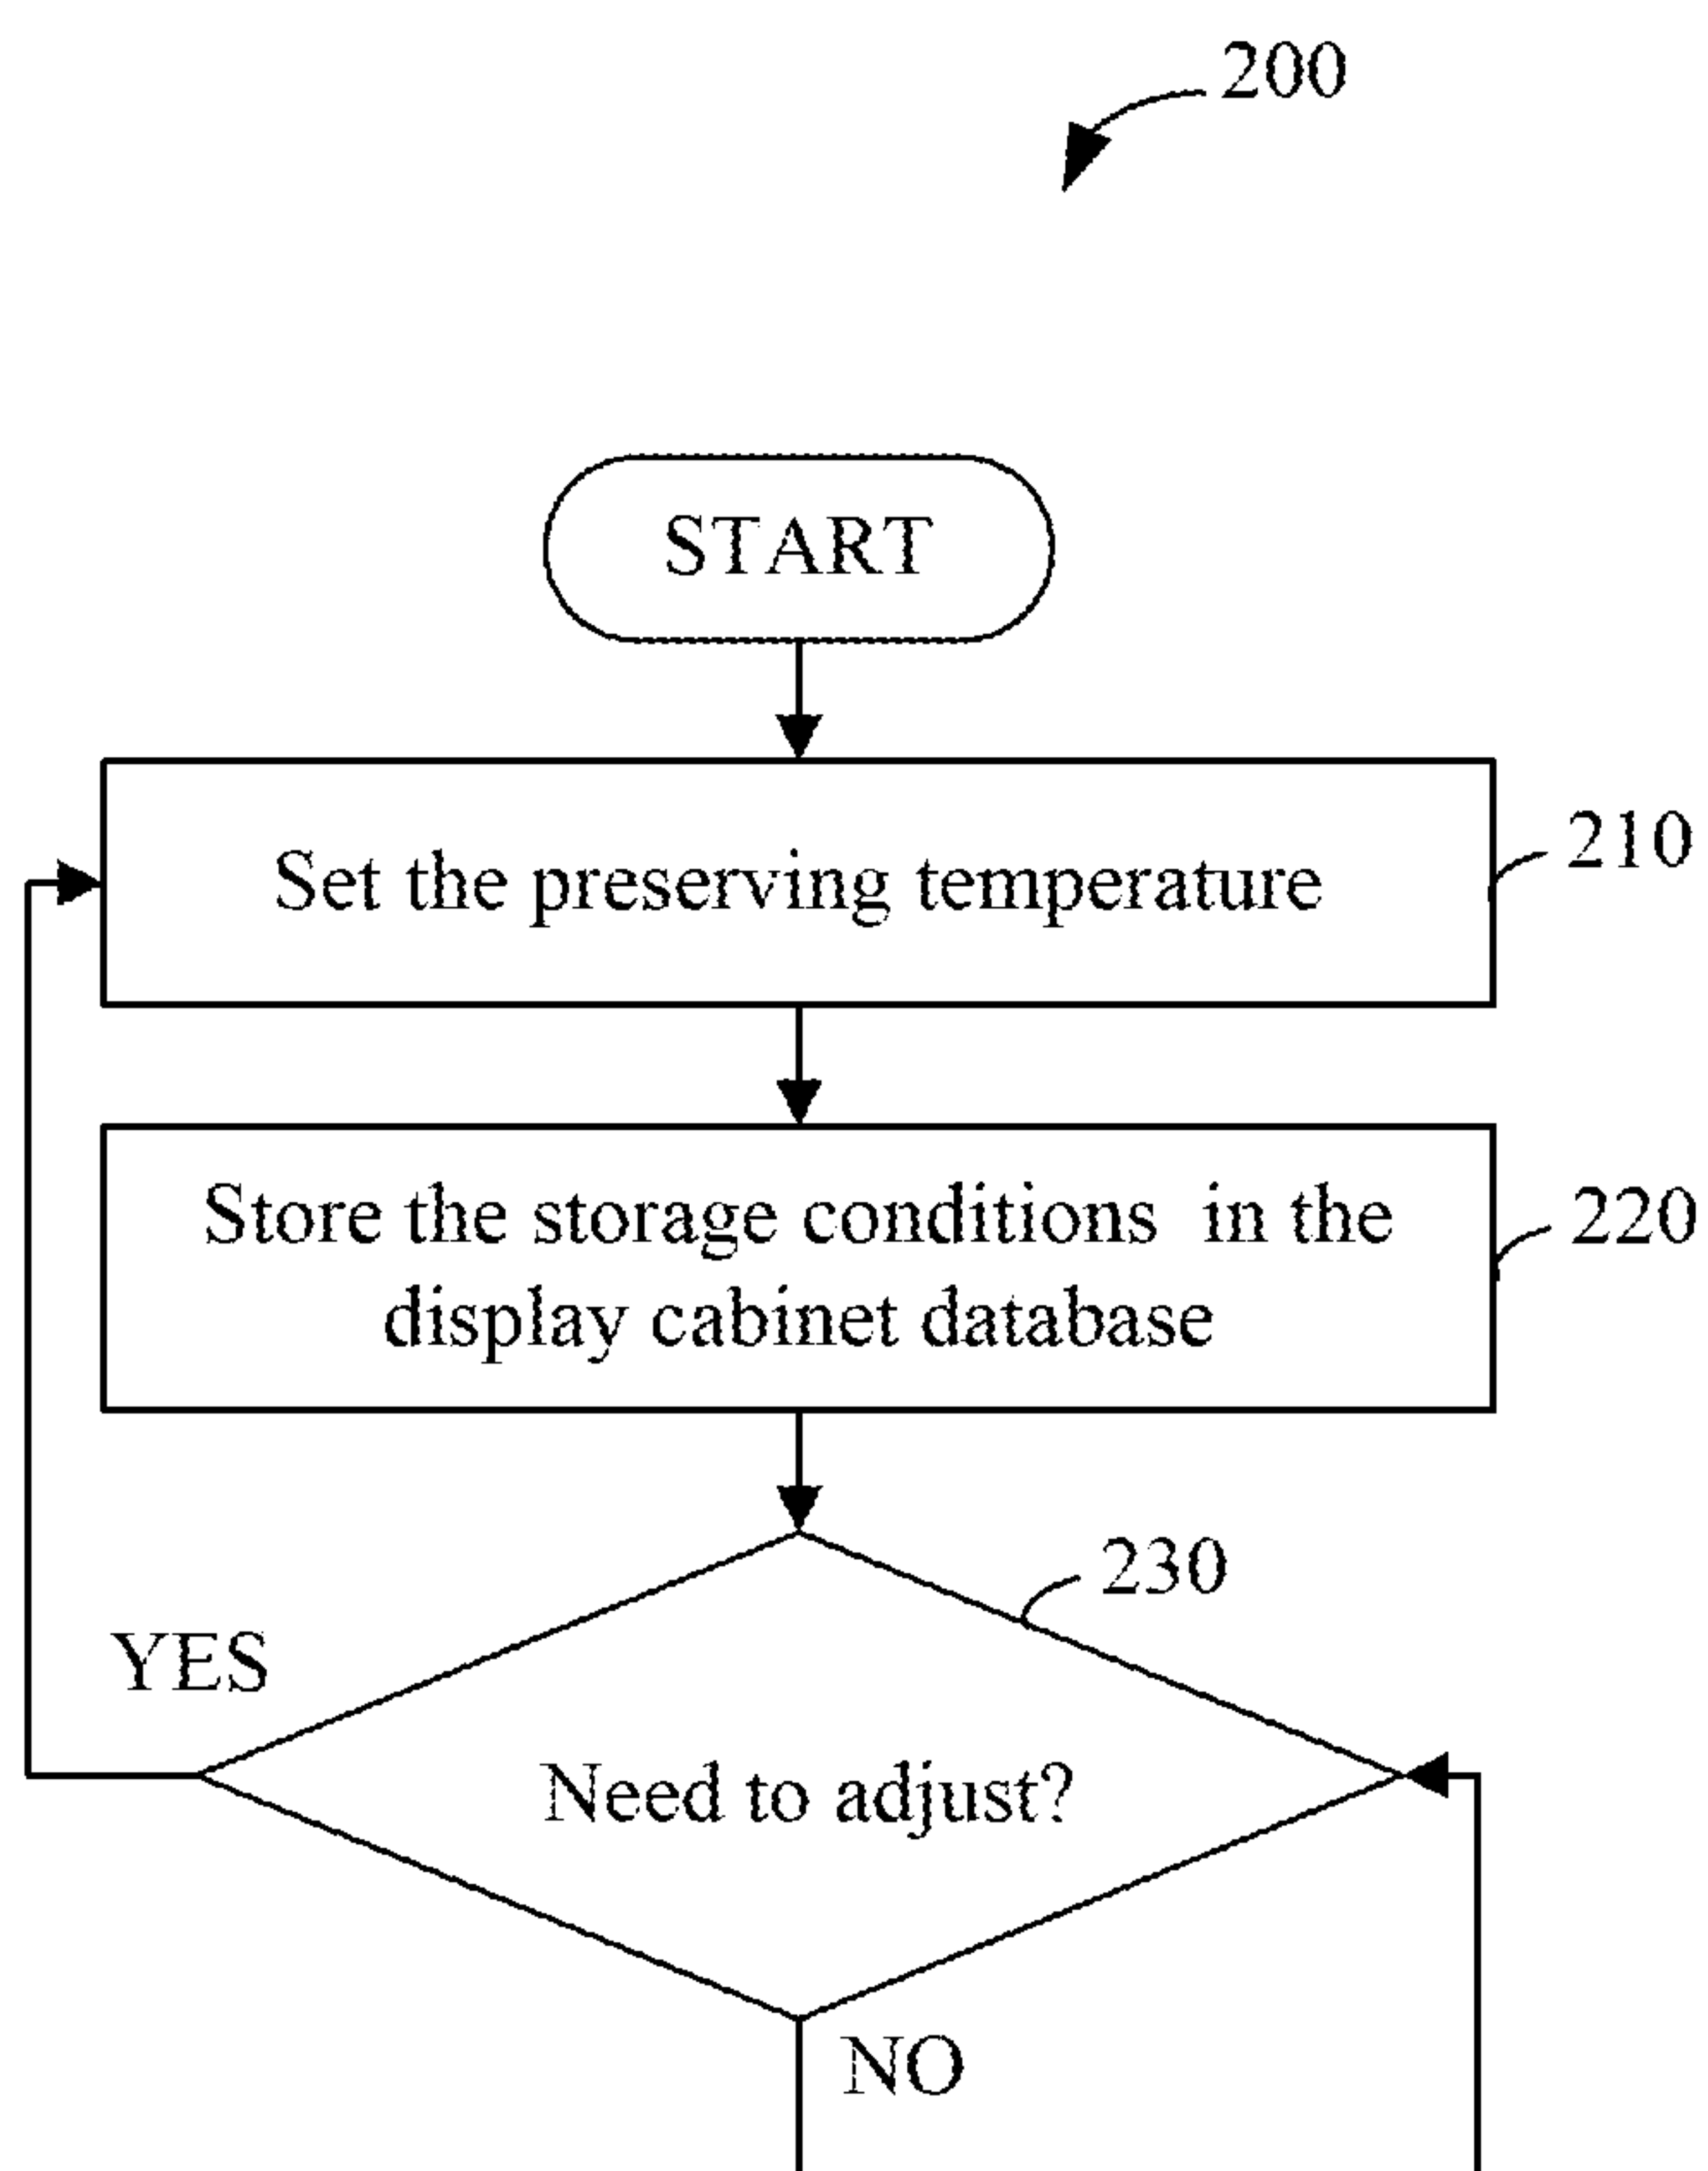 200
START
Set the preserving temperature
210
Store the storage conditions in the
display cabinet database
220
230
YES
Need to adjust?
NO